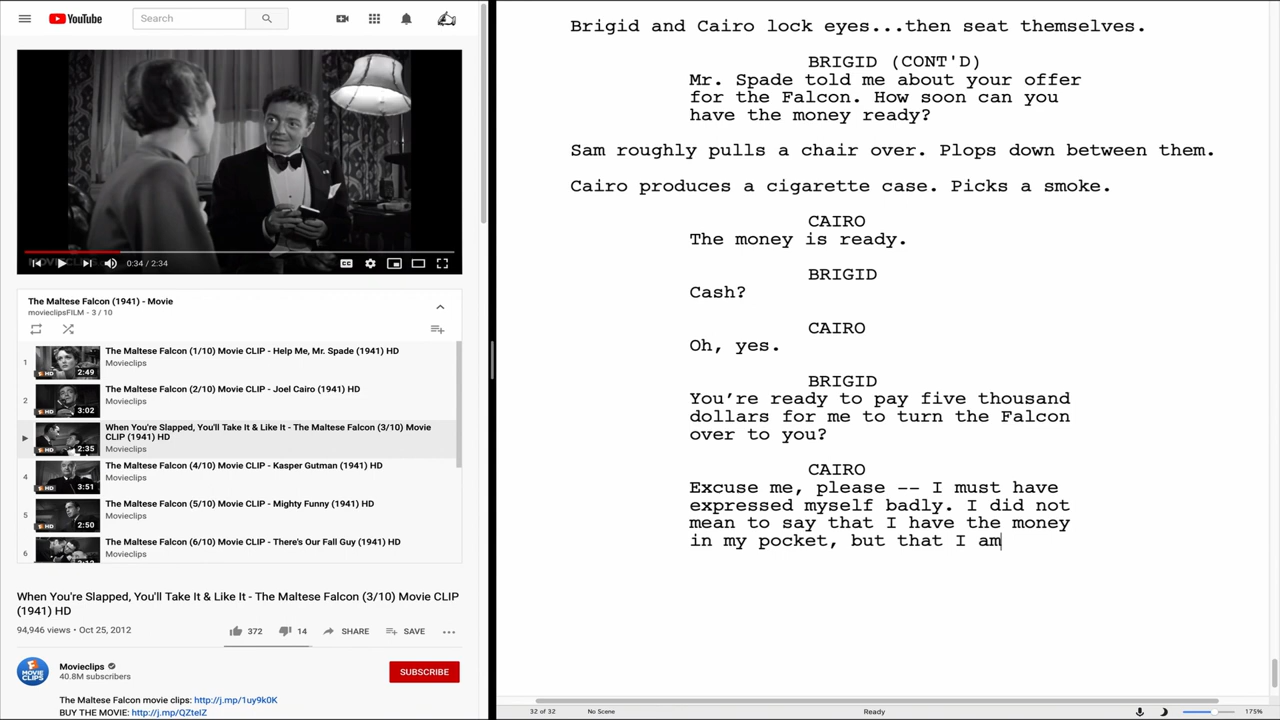 YouTube
Search
0:34 / 2:34
The Maltese Falcon (1941) - Movie
movieclipsFILM - 3 / 10
1
2:49
The Maltese Falcon (1/10) Movie CLIP - Help Me, Mr. Spade (1941) HD
Movieclips
2
3:02
The Maltese Falcon (2/10) Movie CLIP - Joel Cairo (1941) HD
Movieclips
2:35
When You're Slapped, You'll Take It & Like It - The Maltese Falcon (3/10) Movie
CLIP (1941) HD
Movieclips
4
3:51
The Maltese Falcon (4/10) Movie CLIP - Kasper Gutman (1941) HD
Movieclips
5
2:50
The Maltese Falcon (5/10) Movie CLIP - Mighty Funny (1941) HD
Movieclips
6
The Maltese Falcon (6/10) Movie CLIP - There's Our Fall Guy (1941) HD
Movieclips
When You're Slapped, You'll Take It & Like It - The Maltese Falcon (3/10) Movie CLIP
(1941) HD
94,946 views • Oct 25, 2012
372
14
SHARE
SAVE
MOVIE
CLIPS
Movieclips
40.8M subscribers
SUBSCRIBE
The Maltese Falcon movie clips: http://j.mp/1uy9k0K
BUY THE MOVIE: http://j.mp/QZteIZ
Brigid and Cairo lock eyes...then seat themselves.
BRIGID (CONT'D)
Mr. Spade told me about your offer
for the Falcon. How soon can you
have the money ready?
Sam roughly pulls a chair over. Plops down between them.
Cairo produces a cigarette case. Picks a smoke.
CAIRO
The money is ready.
BRIGID
Cash?
CAIRO
Oh, yes.
BRIGID
You’re ready to pay five thousand
dollars for me to turn the Falcon
over to you?
CAIRO
Excuse me, please -- I must have
expressed myself badly. I did not
mean to say that I have the money
in my pocket, but that I am
32 of 32
No Scene
Ready
175%